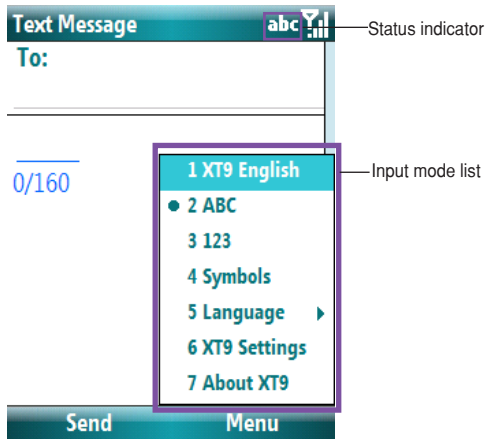 Text Message abc
Status indicator
To:
0/160
Input mode list
1 XT9 English
2 ABC
3 123
4 Symbols
5 Language
6 XT9 Settings
7 About XT9
Send Menu